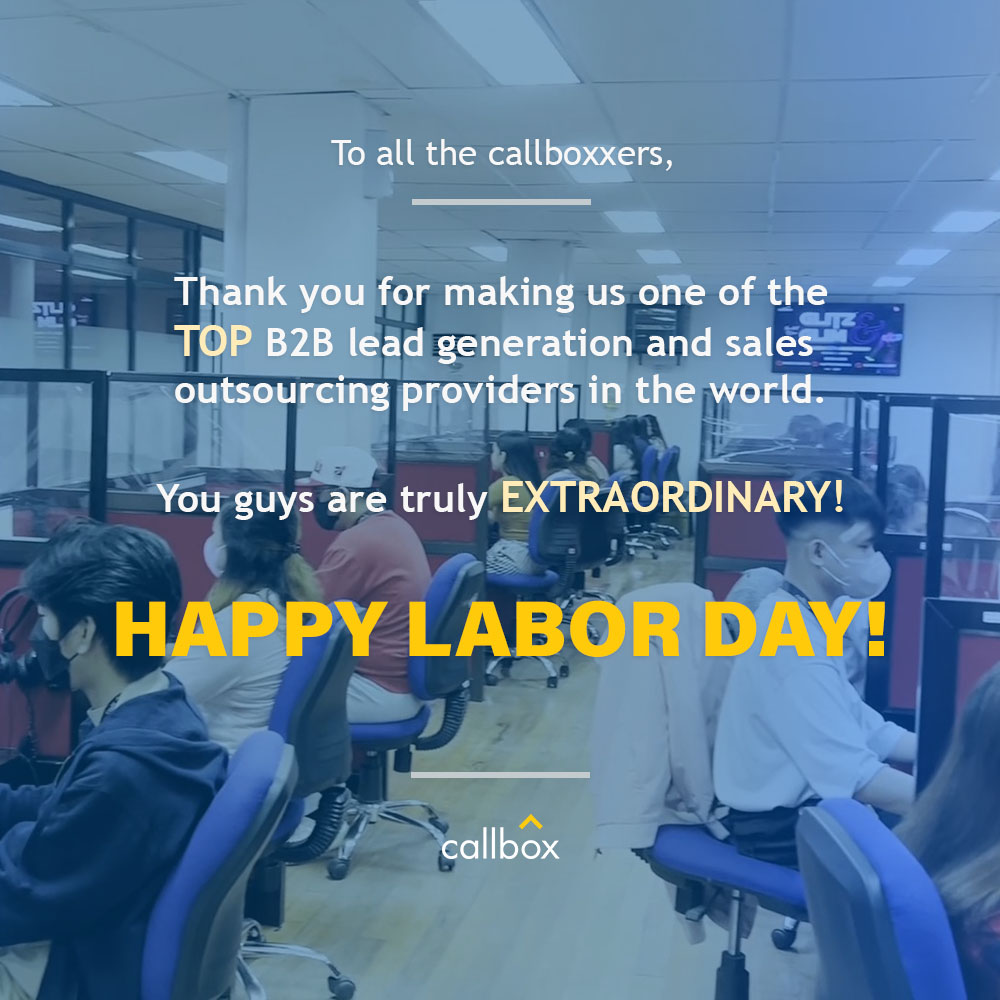 To all the callboxxers,
Thank you for making us one of the
TOP B2B lead generation and sales
outsourcing providers in the world.
You guys are truly EXTRAORDINARY!
HAPPY LABOR DAY!
callbox